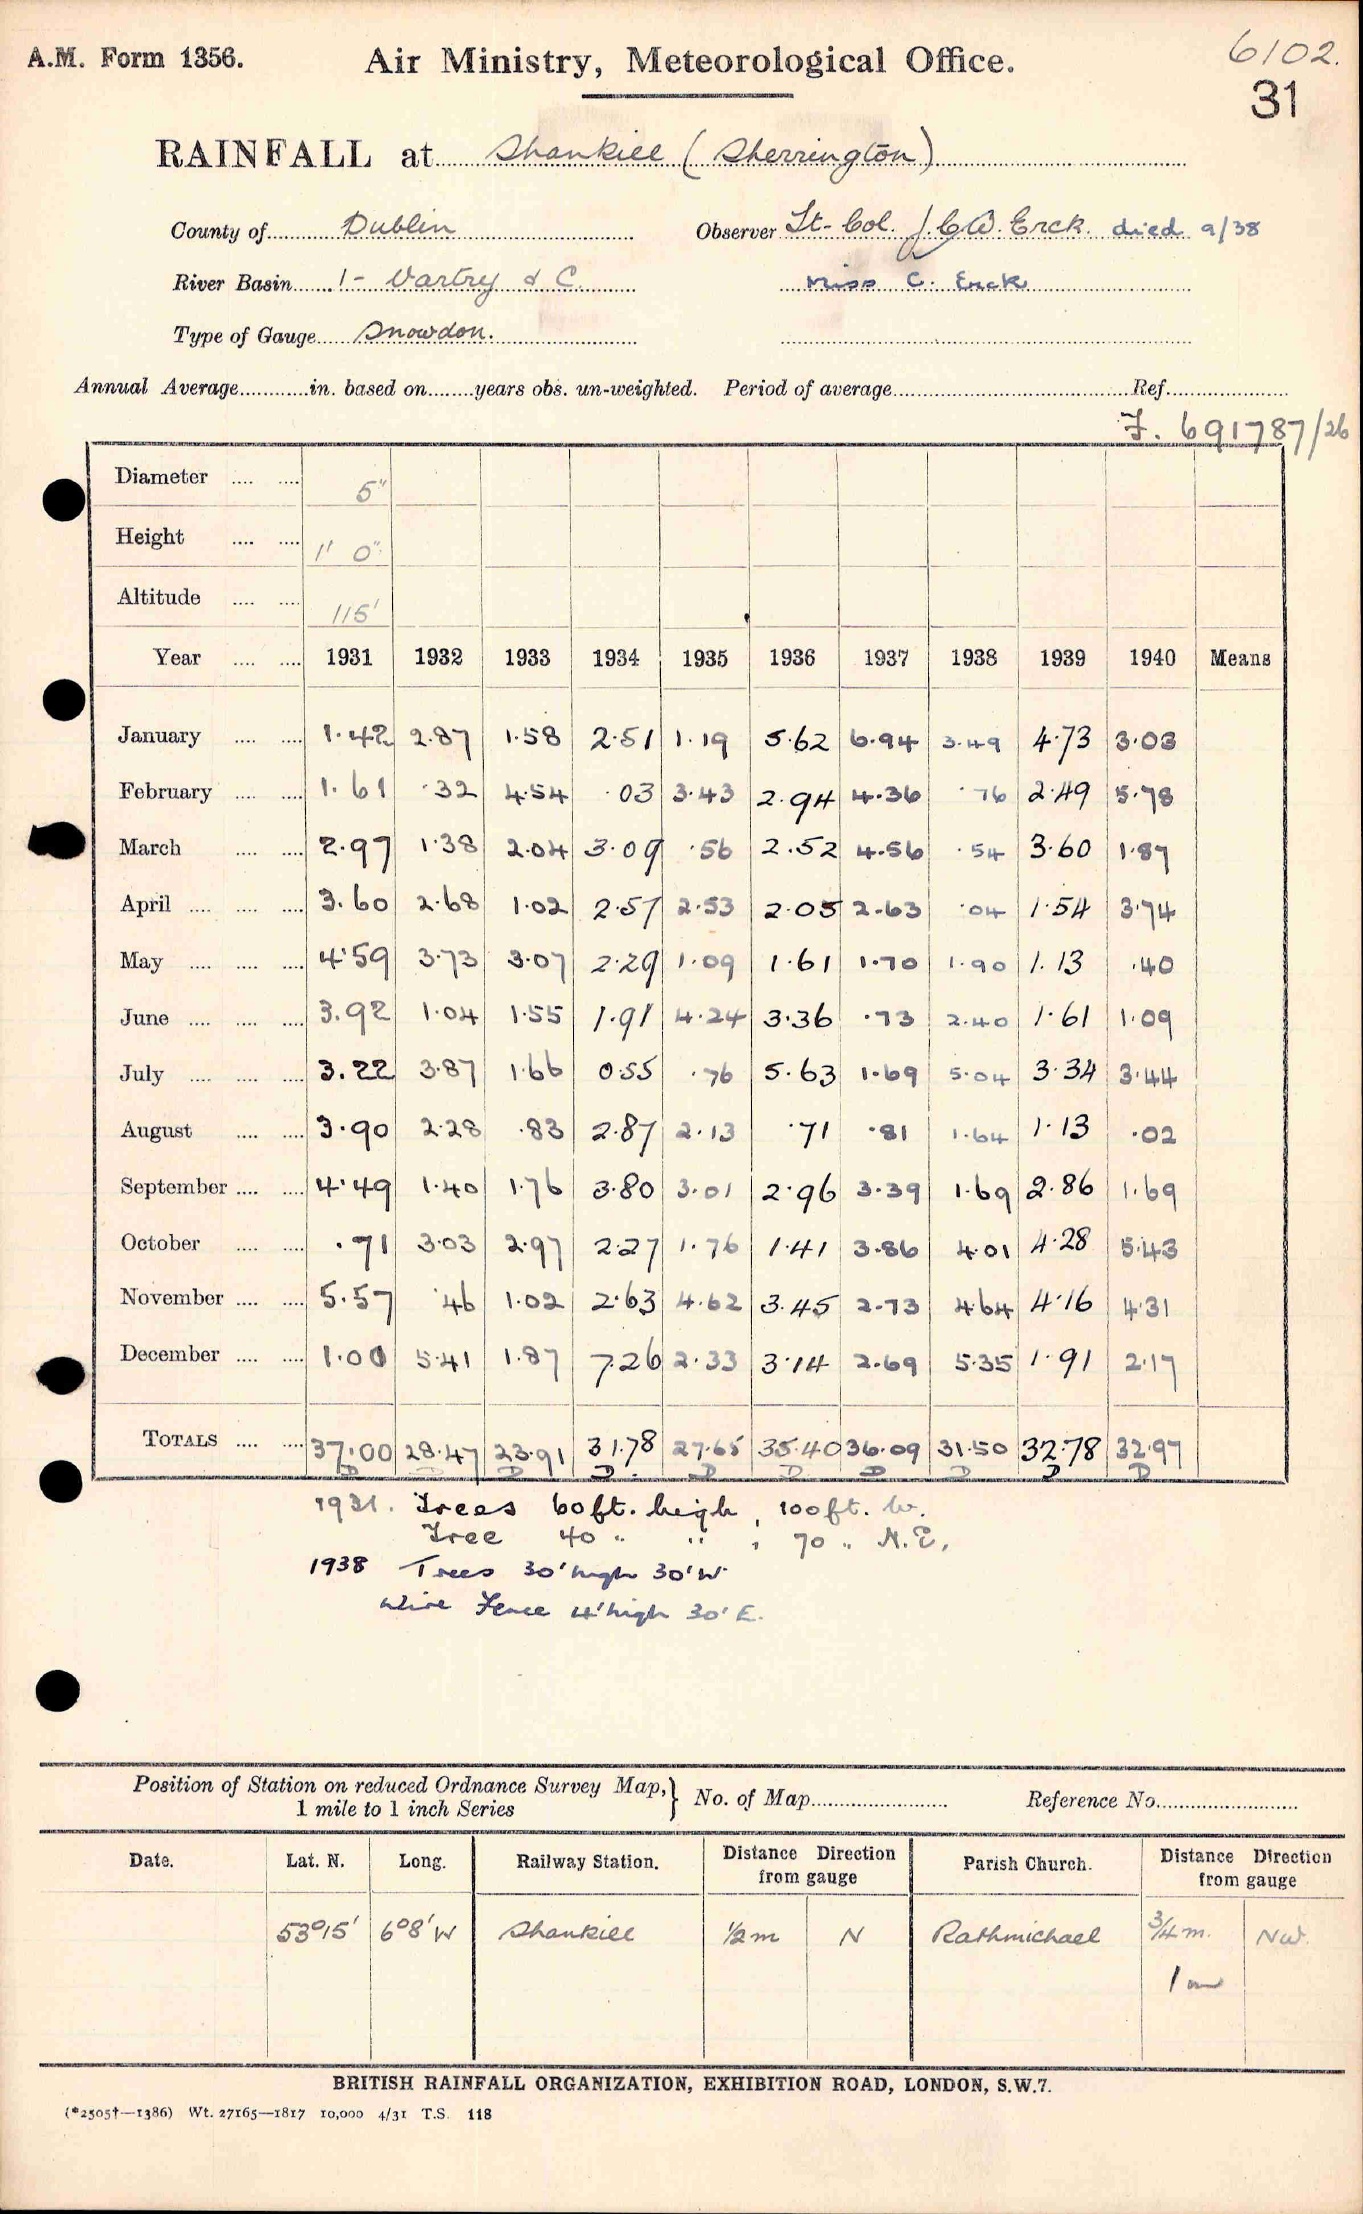 A.M. Form 1356. Air Ministry, Meteorological Office. 6102.
31
RAINFALL at Shankill (Sherrington)
County of Dublin Observer Lt-Col. J.C.W. Erck. died 9/38
River Basin 1- Vartry & C. Miss C. Erck
Type of Gauge Snowdon.
Annual Average............in. based on........years obs. un-weighted. Period of average........................Ref.....................
F. 691787/26
Diameter .... .... 5"
Height .... .... 1' 0"
Altitude .... .... 115'
Year .... .... 1931 1932 1933 1934 1935 1936 1937 1938 1939 1940 Means
January .... .... 1.42 2.87 1.58 2.51 1.19 5.62 6.94 3.49 4.73 3.03
February .... .... 1.61 .32 4.54 .03 3.43 2.94 4.36 .76 2.49 5.78
March .... .... 2.97 1.38 2.04 3.09 .56 2.52 4.56 .54 3.60 1.87
April .... .... .... 3.60 2.68 1.02 2.57 2.53 2.05 2.63 .04 1.54 3.74
May .... .... .... 4.59 3.73 3.07 2.29 1.09 1.61 1.70 1.90 1.13 .40
June .... .... .... 3.92 1.04 1.55 1.91 4.24 3.36 .73 2.40 1.61 1.09
July .... .... .... 3.22 3.87 1.66 0.55 .76 5.63 1.69 5.04 3.34 3.44
August .... .... 3.90 2.28 .83 2.87 2.13 .71 .81 1.64 1.13 .02
September .... .... 4.49 1.40 1.76 3.80 3.01 2.96 3.39 1.69 2.86 1.69
October .... .... .71 3.03 2.97 2.27 1.76 1.41 3.86 4.01 4.28 5.43
November .... .... 5.57 .46 1.02 2.63 4.62 3.45 2.73 4.64 4.16 4.31
December .... .... 1.00 5.41 1.87 7.26 2.33 3.14 2.69 5.35 1.91 2.17
TOTALS .... .... 37.00 28.47 23.91 31.78 27.65 35.40 36.09 31.50 32.78 32.97
D D D D D D D D D D
1931. Trees 60ft. high, 100ft. W.
Tree 40 " " , 70 " N.E.
1938 Trees 30' high 30' W
Wire Fence 4' high 30' E.
Position of Station on reduced Ordnance Survey Map, } No. of Map........................ Reference No.........................
1 mile to 1 inch Series
Date. Lat. N. Long. Railway Station. Distance Direction from gauge Parish Church. Distance Direction from gauge
53°15' 6°8'W Shankill 1/2 m N Rathmichael 3/4 m. NW.
1 m
BRITISH RAINFALL ORGANIZATION, EXHIBITION ROAD, LONDON, S.W.7.
(*2505†—1386) Wt. 27165—1817 10,000 4/31 T.S. 118